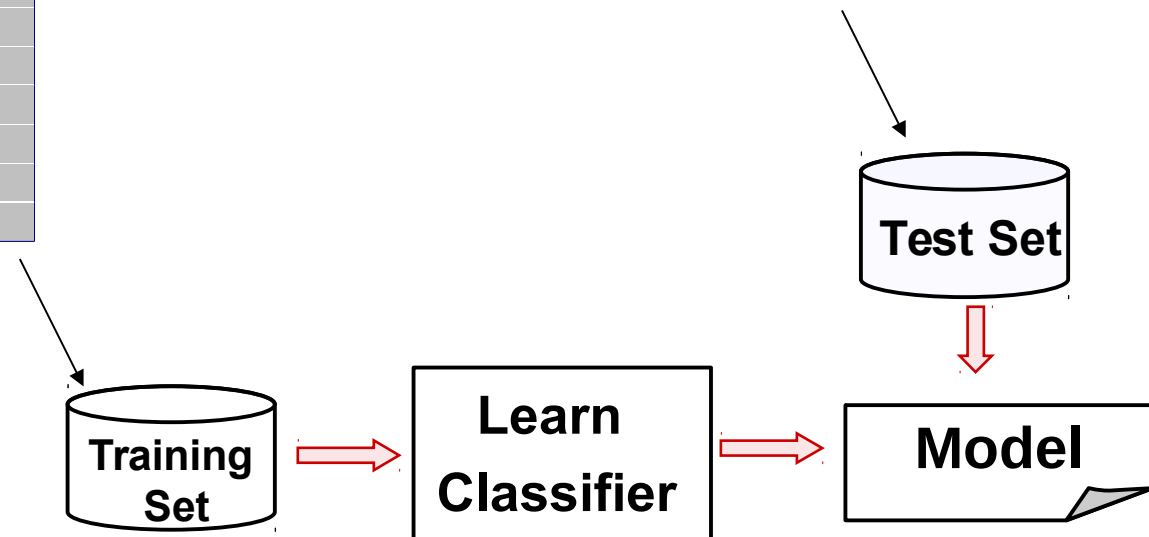 Test Set
Training
Set
Learn
Classifier
Model